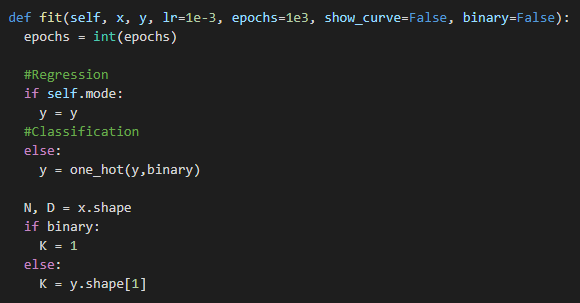 def fit(self, x, y, lr=1e-3, epochs=1e3, show_curve=False, binary=False):
  epochs = int(epochs)

  #Regression
  if self.mode:
    y = y
  #Classification
  else:
    y = one_hot(y,binary)

  N, D = x.shape
  if binary:
    K = 1
  else:
    K = y.shape[1]